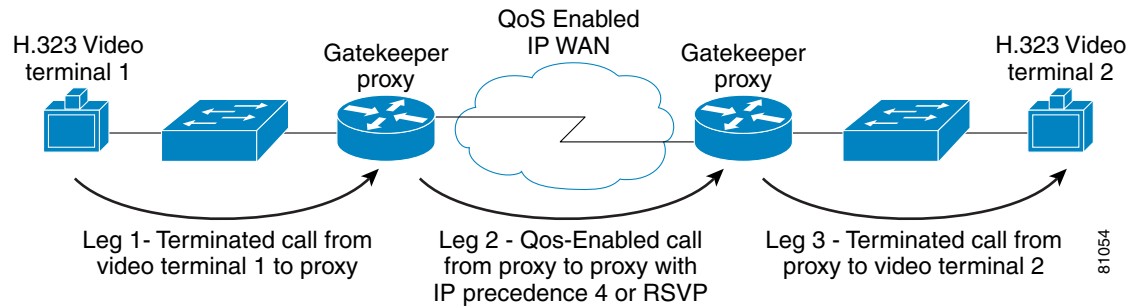 QoS Enabled
IP WAN
H.323 Video
terminal 1
Gatekeeper
proxy
Gatekeeper
proxy
H.323 Video
terminal 2
Leg 1- Terminated call from
video terminal 1 to proxy
Leg 2 - Qos-Enabled call
from proxy to proxy with
IP precedence 4 or RSVP
Leg 3 - Terminated call from
proxy to video terminal 2
81054